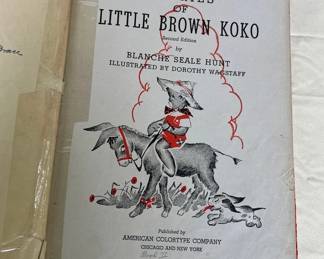 OF
LITTLE BROWN KOKO
Second Edition
by
BLANCHE SEALE HUNT
ILLUSTRATED BY DOROTHY WAGSTAFF
Published by
AMERICAN COLORTYPE COMPANY
CHICAGO AND NEW YORK